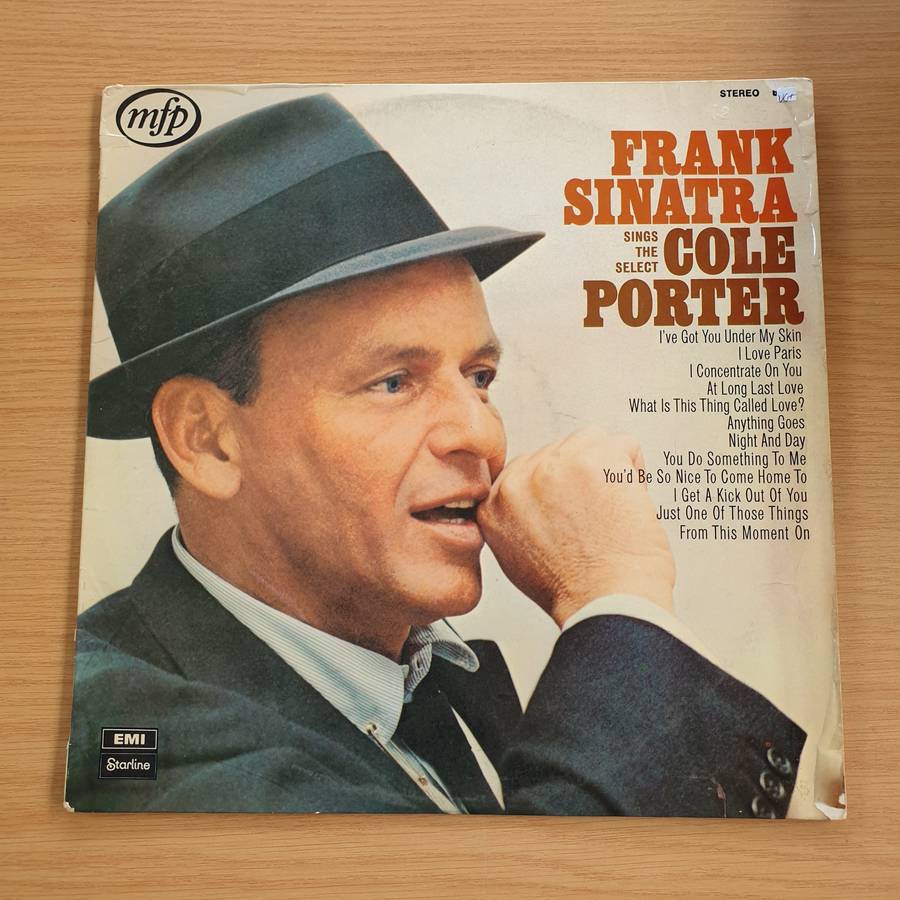 mfp
STEREO
VG+
FRANK
SINATRA
SINGS
THE
SELECT
COLE
PORTER
I've Got You Under My Skin
I Love Paris
I Concentrate On You
At Long Last Love
What Is This Thing Called Love?
Anything Goes
Night And Day
You Do Something To Me
You'd Be So Nice To Come Home To
I Get A Kick Out Of You
Just One Of Those Things
From This Moment On
EMI
Starline